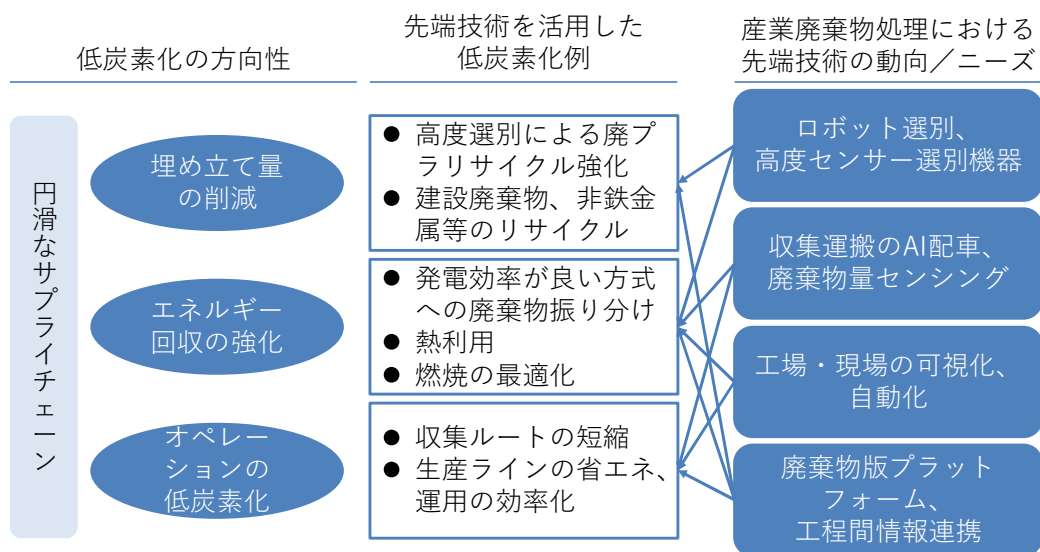 低炭素化の方向性
先端技術を活用した
低炭素化例
産業廃棄物処理における
先端技術の動向／ニーズ
円滑なサプライチェーン
埋め立て量
の削減
エネルギー
回収の強化
オペレー
ションの
低炭素化
● 高度選別による廃プ
ラリサイクル強化
● 建設廃棄物、非鉄金
属等のリサイクル
● 発電効率が良い方式
への廃棄物振り分け
● 熱利用
● 燃焼の最適化
● 収集ルートの短縮
● 生産ラインの省エネ、
運用の効率化
ロボット選別、
高度センサー選別機器
収集運搬のAI配車、
廃棄物量センシング
工場・現場の可視化、
自動化
廃棄物版プラット
フォーム、
工程間情報連携